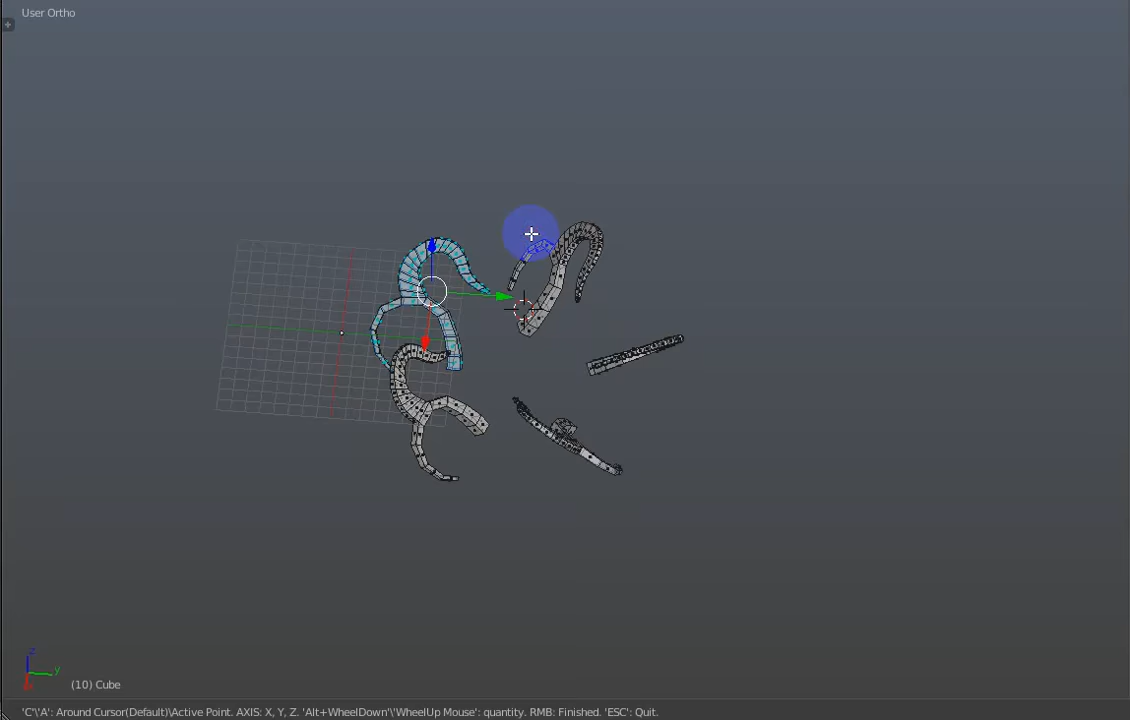 User Ortho
z
y
x
(10) Cube
'C'\'A': Around Cursor(Default)\Active Point. AXIS: X, Y, Z. 'Alt+WheelDown'\'WheelUp Mouse': quantity. RMB: Finished. 'ESC': Quit.